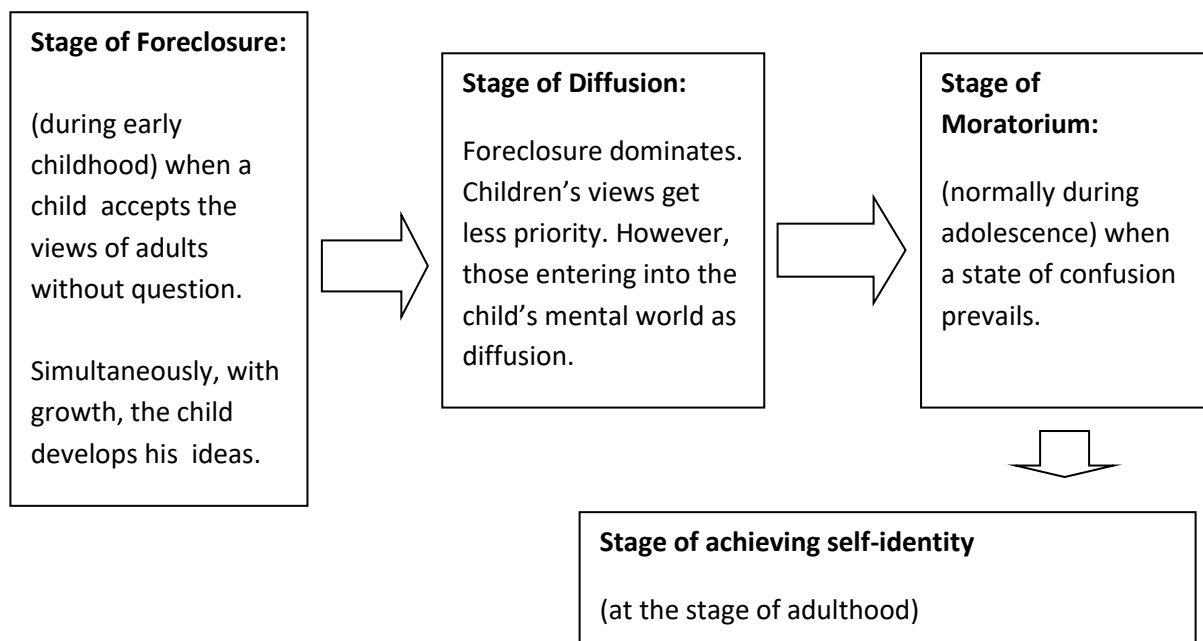 Stage of Foreclosure:
(during early
childhood) when a
child accepts the
views of adults
without question.
Simultaneously, with
growth, the child
develops his ideas.
Stage of Diffusion:
Foreclosure dominates.
Children’s views get
less priority. However,
those entering into the
child’s mental world as
diffusion.
Stage of
Moratorium:
(normally during
adolescence) when
a state of confusion
prevails.
Stage of achieving self-identity
(at the stage of adulthood)